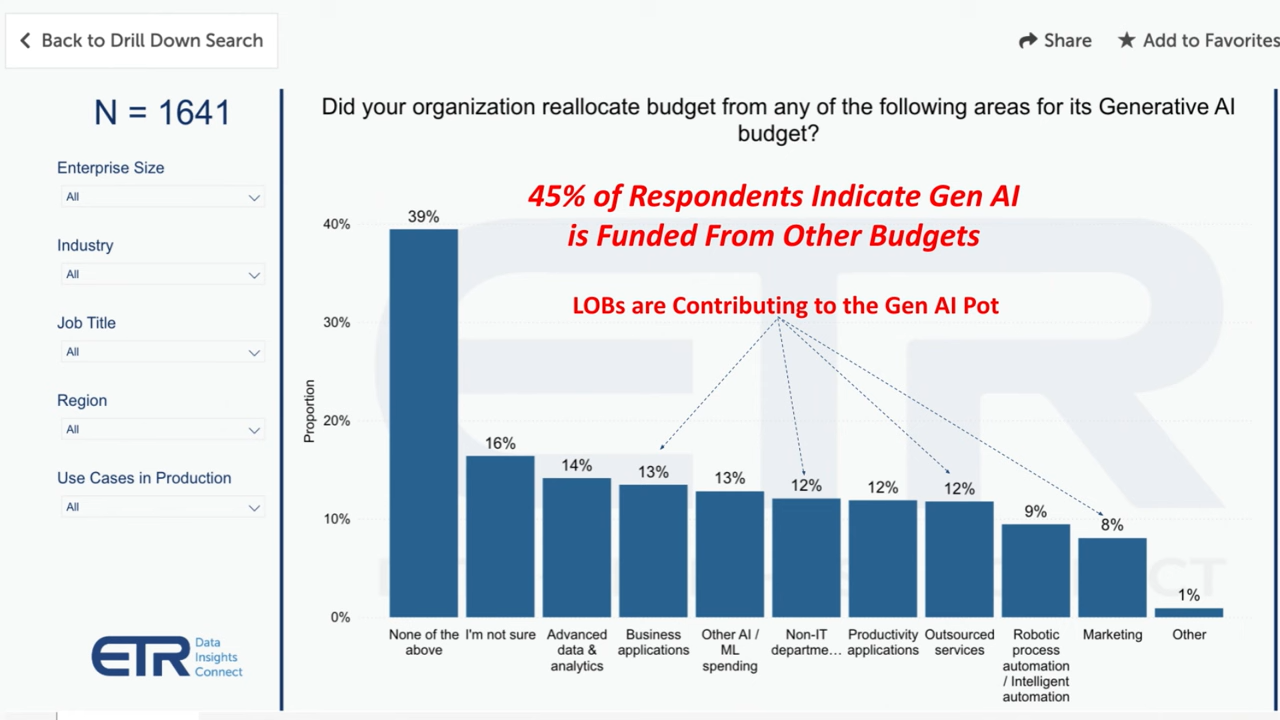 Back to Drill Down Search
Share
Add to Favorites
N = 1641
Enterprise Size
All
Industry
All
Job Title
All
Region
All
Use Cases in Production
All
ETR Data
Insights
Connect
Did your organization reallocate budget from any of the following areas for its Generative AI
budget?
45% of Respondents Indicate Gen AI
is Funded From Other Budgets
LOBs are Contributing to the Gen AI Pot
Proportion
40%
30%
20%
10%
0%
39%
16%
14%
13%
13%
12%
12%
12%
9%
8%
1%
None of the
above
I'm not sure
Advanced
data &
analytics
Business
applications
Other AI /
ML
spending
Non-IT
departme...
Productivity
applications
Outsourced
services
Robotic
process
automation
/ Intelligent
automation
Marketing
Other
ETR